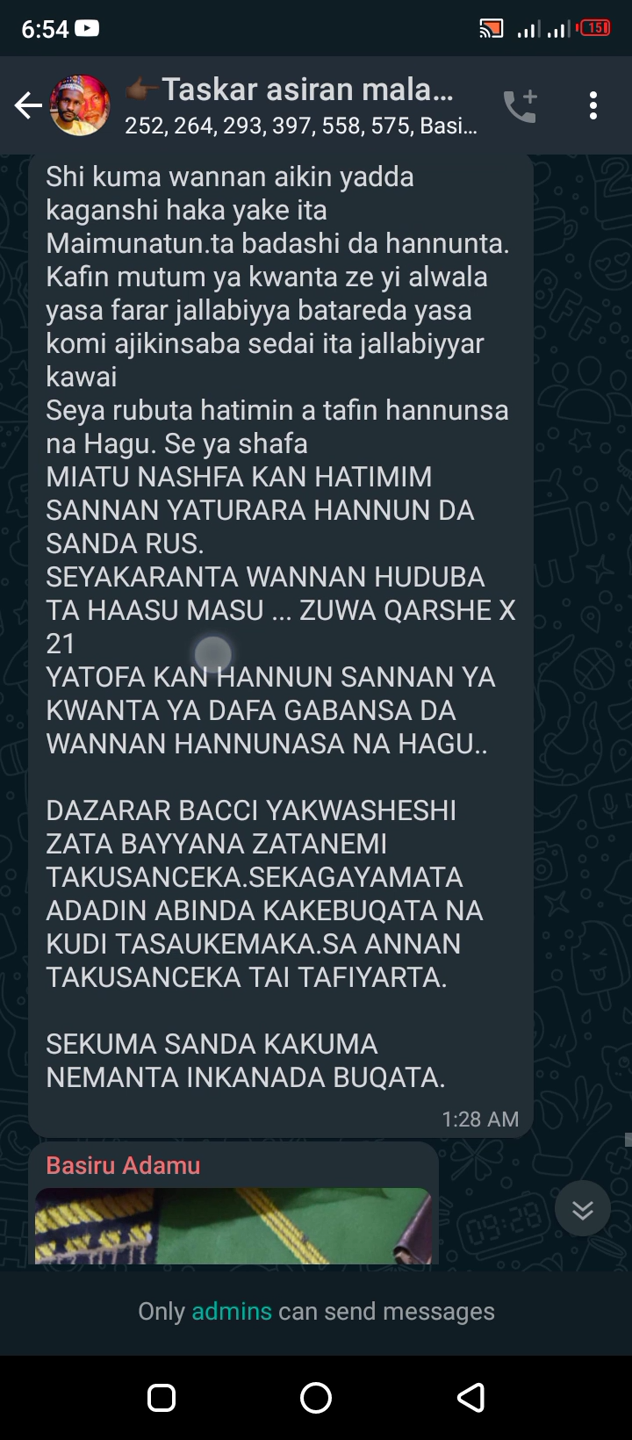 6:54
15
Taskar asiran mala...
252, 264, 293, 397, 558, 575, Basi...
Shi kuma wannan aikin yadda
kaganshi haka yake ita
Maimunatun.ta badashi da hannunta.
Kafin mutum ya kwanta ze yi alwala
yasa farar jallabiyya batareda yasa
komi ajikinsaba sedai ita jallabiyyar
kawai
Seya rubuta hatimin a tafin hannunsa
na Hagu. Se ya shafa
MIATU NASHFA KAN HATIMIM
SANNAN YATURARA HANNUN DA
SANDA RUS.
SEYAKARANTA WANNAN HUDUBA
TA HAASU MASU ... ZUWA QARSHE X
21
YATOFA KAN HANNUN SANNAN YA
KWANTA YA DAFA GABANSA DA
WANNAN HANNUNASA NA HAGU..
DAZARAR BACCI YAKWASHESHI
ZATA BAYYANA ZATANEMI
TAKUSANCEKA.SEKAGAYAMATA
ADADIN ABINDA KAKEBUQATA NA
KUDI TASAUKEMAKA.SA ANNAN
TAKUSANCEKA TAI TAFIYARTA.
SEKUMA SANDA KAKUMA
NEMANTA INKANADA BUQATA.
1:28 AM
Basiru Adamu
Only admins can send messages